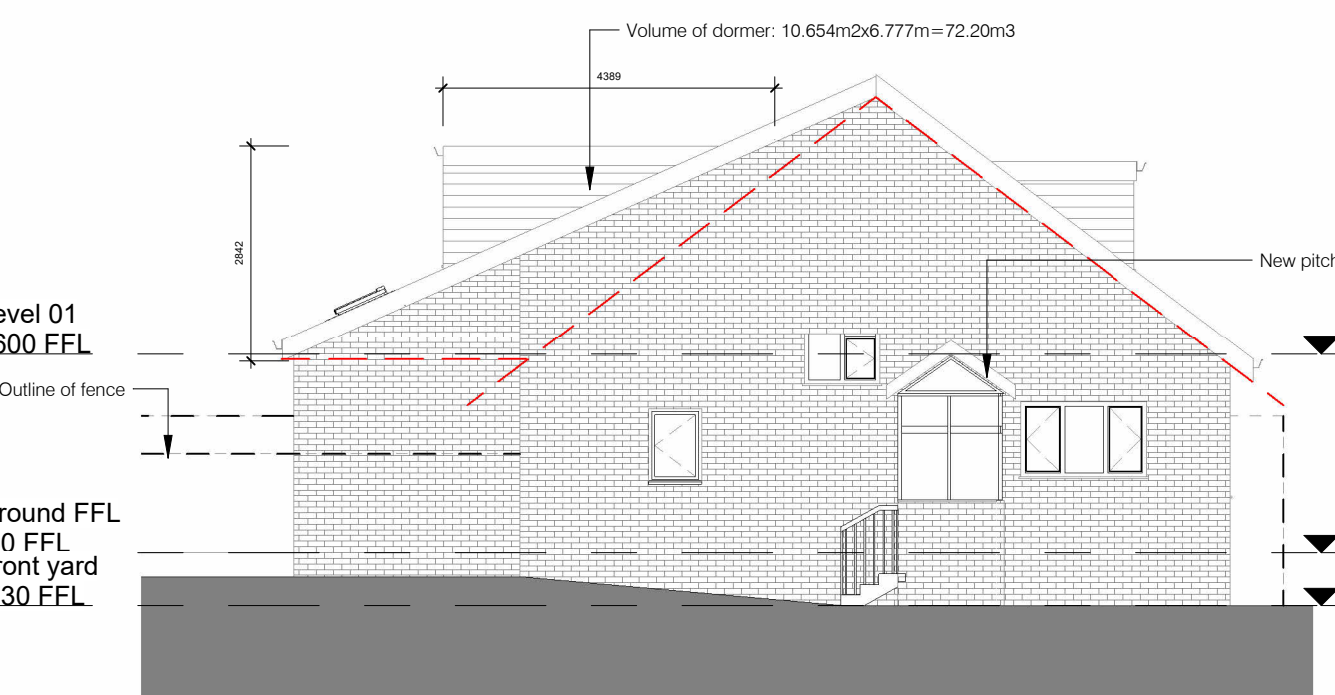 Volume of dormer: 10.654m2x6.777m=72.20m3
4389
2842
New pitch
evel 01
600 FFL
Outline of fence
round FFL
0 FFL
ront yard
30 FFL